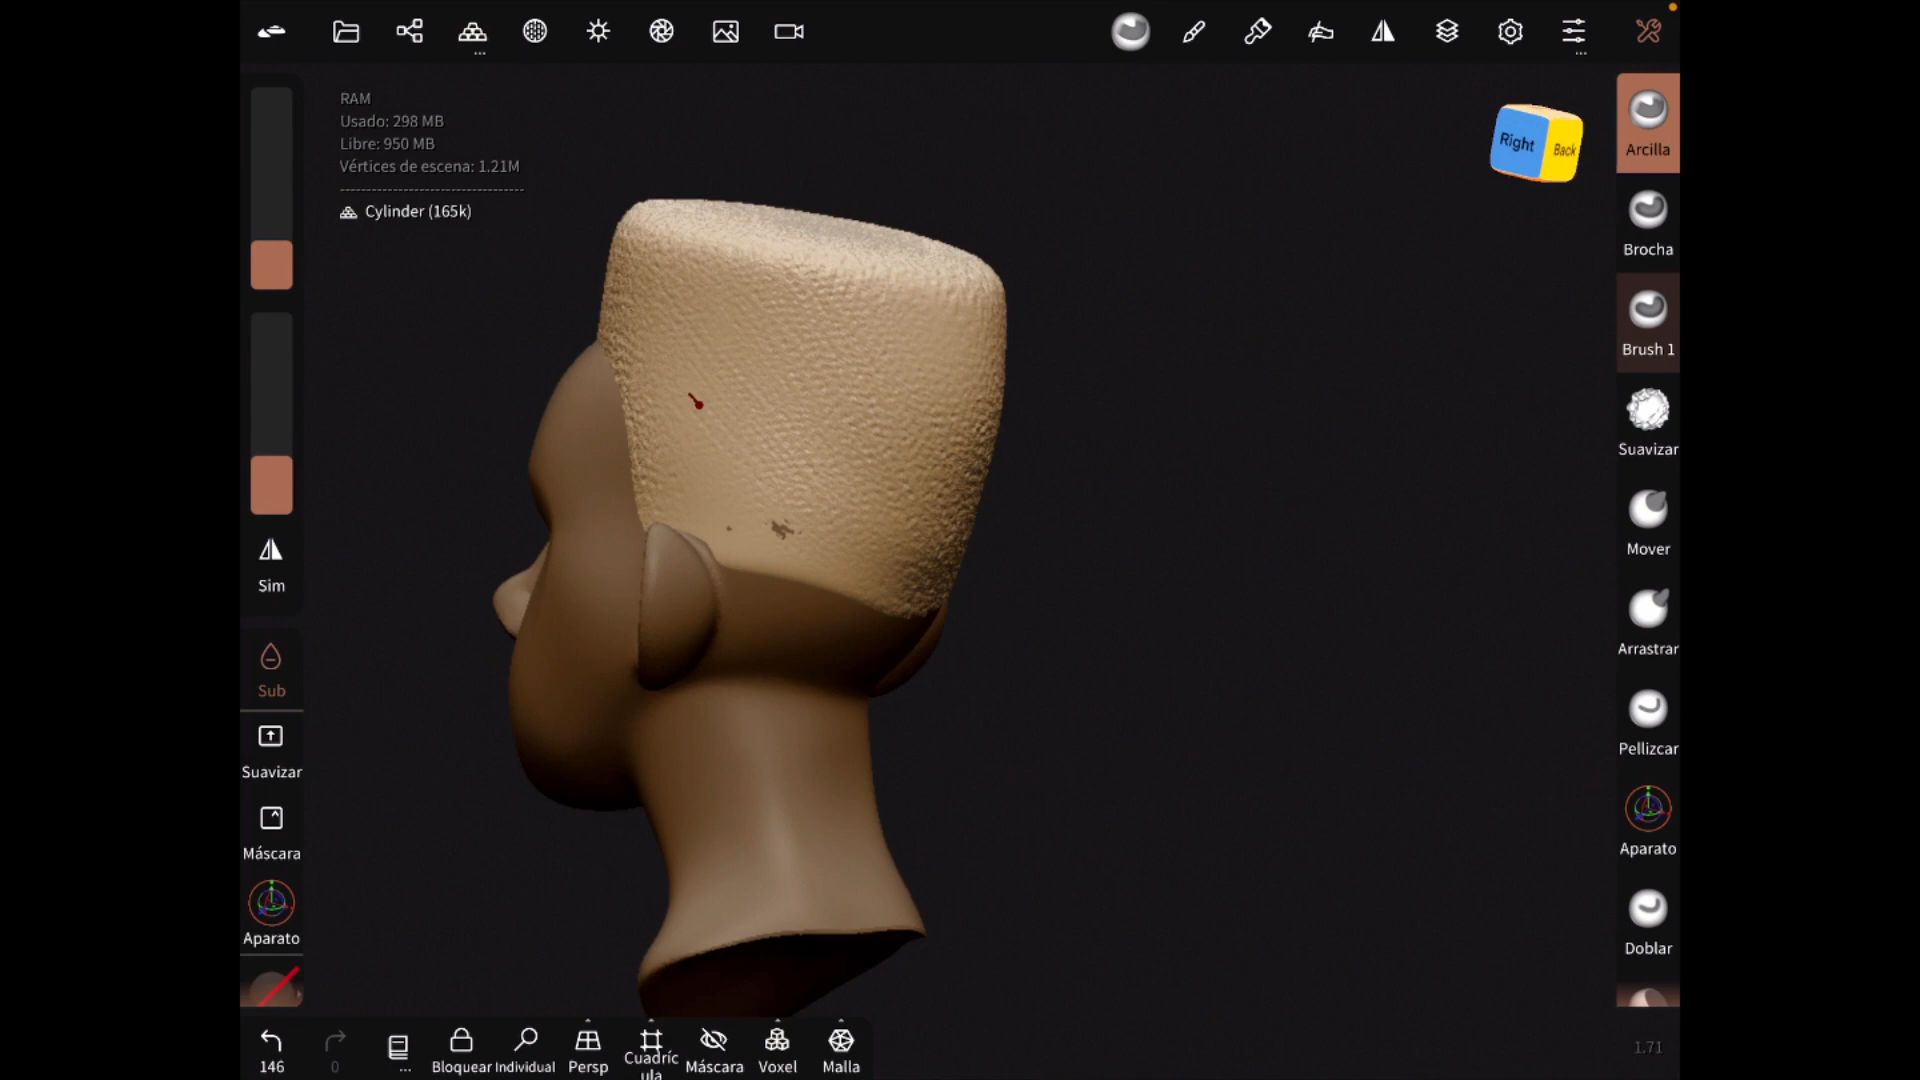 RAM
Usado: 298 MB
Libre: 950 MB
Vértices de escena: 1.21M
------------------------------------
Cylinder (165k)
Right
Back
Arcilla
Brocha
Brush 1
Suavizar
Mover
Arrastrar
Pellizcar
Aparato
Doblar
Sim
Sub
Suavizar
Máscara
Aparato
146
0
...
Bloquear
Individual
Persp
Cuadríc
ula
Máscara
Voxel
Malla
1.71